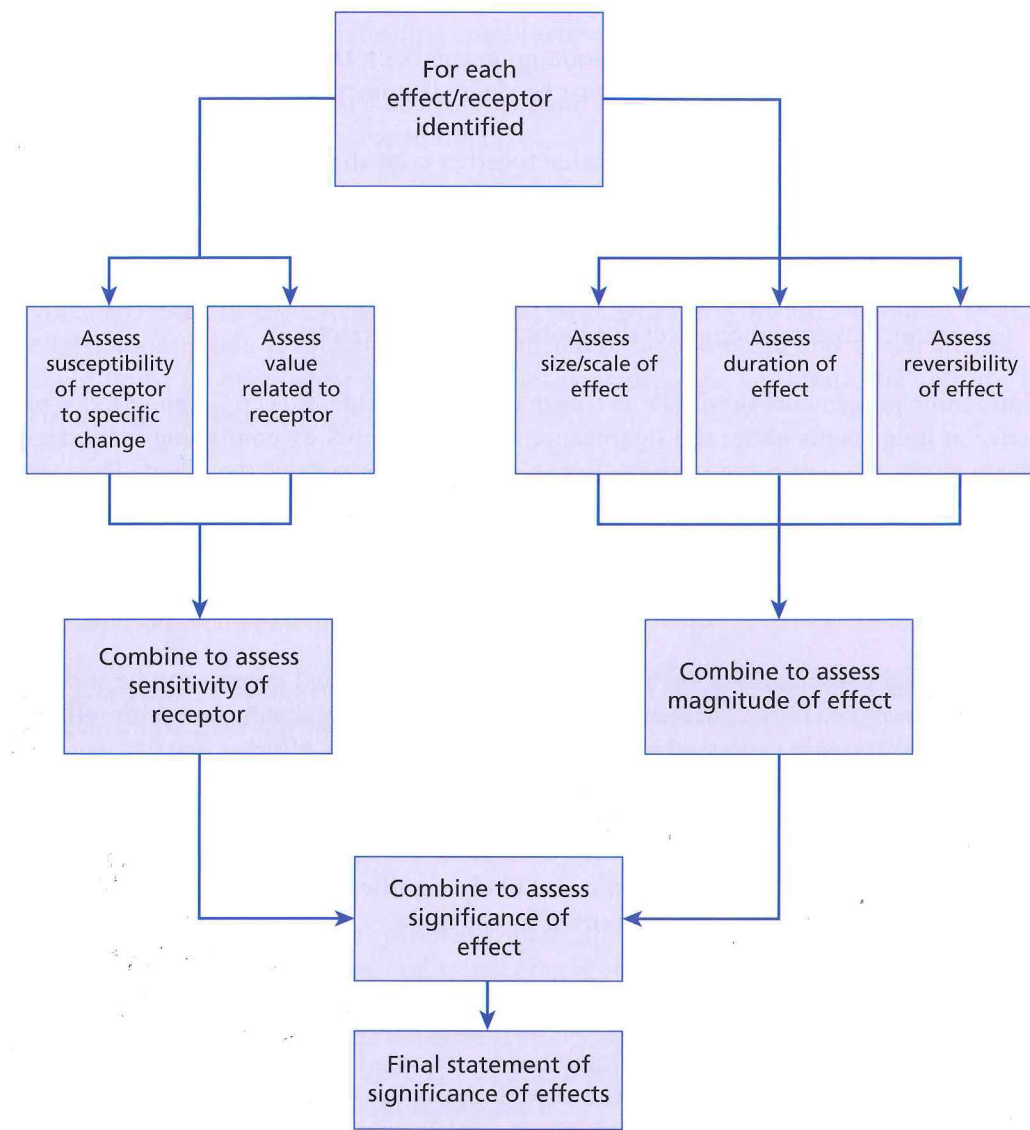 For each
effect/receptor
identified
Assess
susceptibility
of receptor
to specific
change
Assess
value
related to
receptor
Assess
size/scale of
effect
Assess
duration of
effect
Assess
reversibility
of effect
Combine to assess
sensitivity of
receptor
Combine to assess
magnitude of effect
Combine to assess
significance of
effect
Final statement of
significance of effects